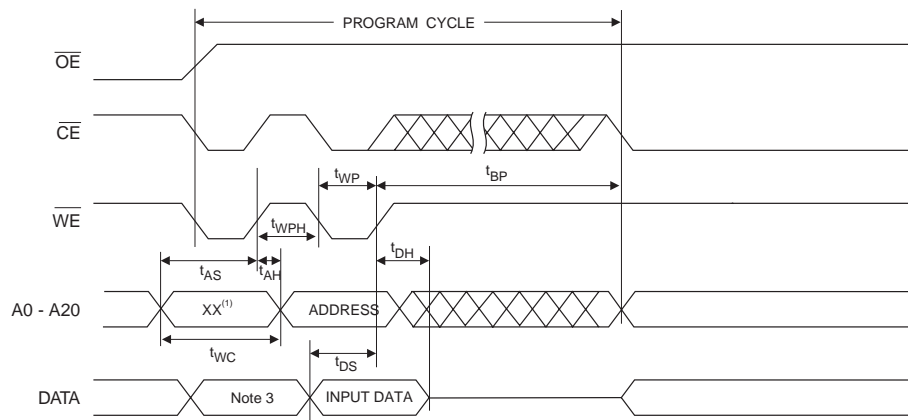 PROGRAM CYCLE
OE
CE
tWP
tBP
WE
tWPH
tDH
tAS
tAH
A0 - A20
XX(1)
ADDRESS
tWC
tDS
DATA
Note 3
INPUT DATA